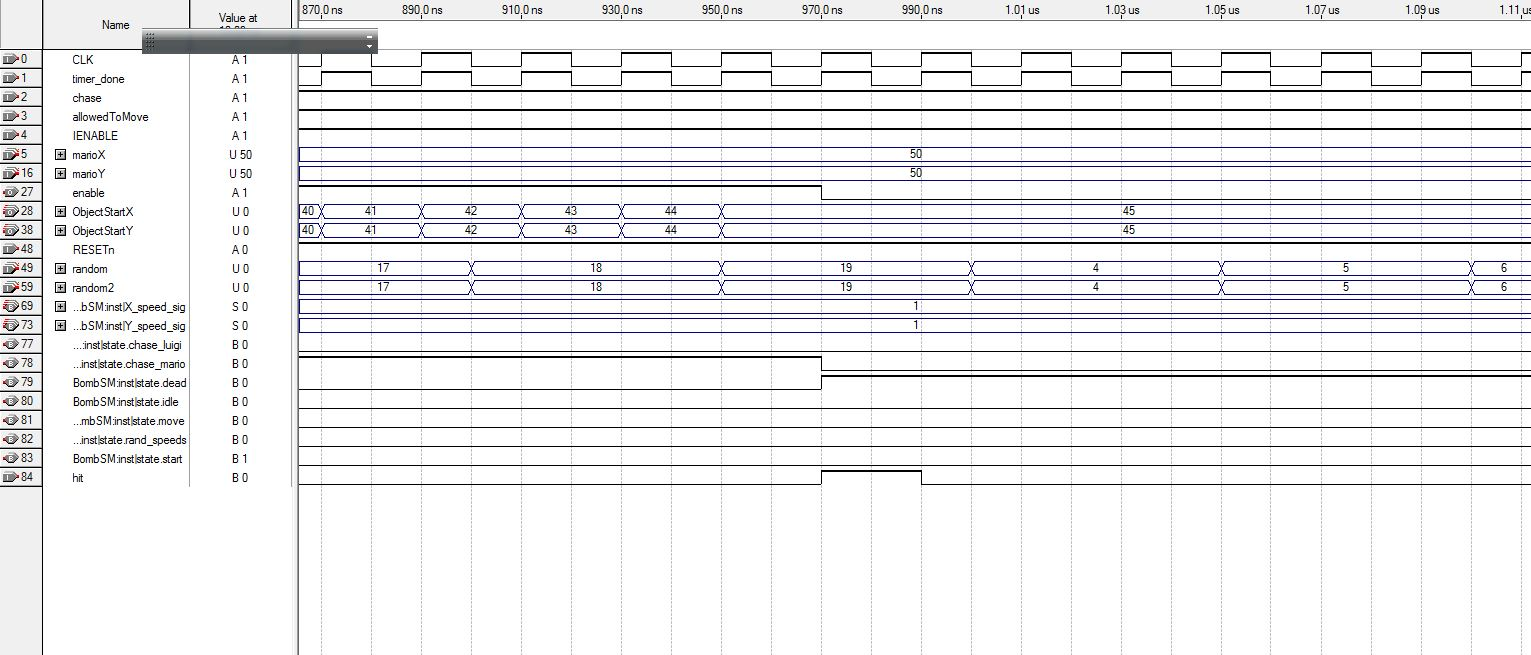 Name
Value at
870.0 ns 890.0 ns 910.0 ns 930.0 ns 950.0 ns 970.0 ns 990.0 ns 1.01 us 1.03 us 1.05 us 1.07 us 1.09 us 1.11 us
0 CLK A 1
1 timer_done A 1
2 chase A 1
3 allowedToMove A 1
4 IENABLE A 1
5 marioX U 50 50
16 marioY U 50 50
27 enable A 1
28 ObjectStartX U 0 40 41 42 43 44 45
38 ObjectStartY U 0 40 41 42 43 44 45
48 RESETn A 0
49 random U 0 17 18 19 4 5 6
59 random2 U 0 17 18 19 4 5 6
69 ...bSM:inst|X_speed_sig S 0 1
73 ...bSM:inst|Y_speed_sig S 0 1
77 ...:inst|state.chase_luigi B 0
78 ...inst|state.chase_mario B 0
79 BombSM:inst|state.dead B 0
80 BombSM:inst|state.idle B 0
81 ...mbSM:inst|state.move B 0
82 ...inst|state.rand_speeds B 0
83 BombSM:inst|state.start B 1
84 hit B 0